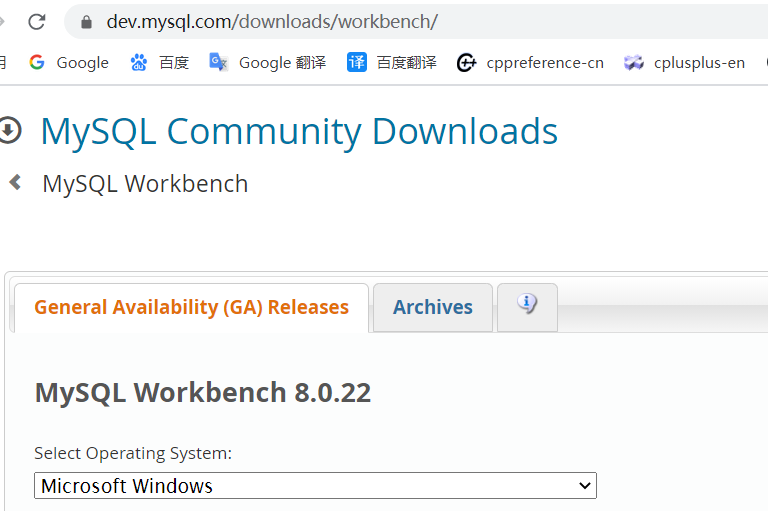 dev.mysql.com/downloads/workbench/
Google 百度 Google 翻译 译 百度翻译 cppreference-cn cplusplus-en
MySQL Community Downloads
MySQL Workbench
General Availability (GA) Releases Archives
MySQL Workbench 8.0.22
Select Operating System:
Microsoft Windows